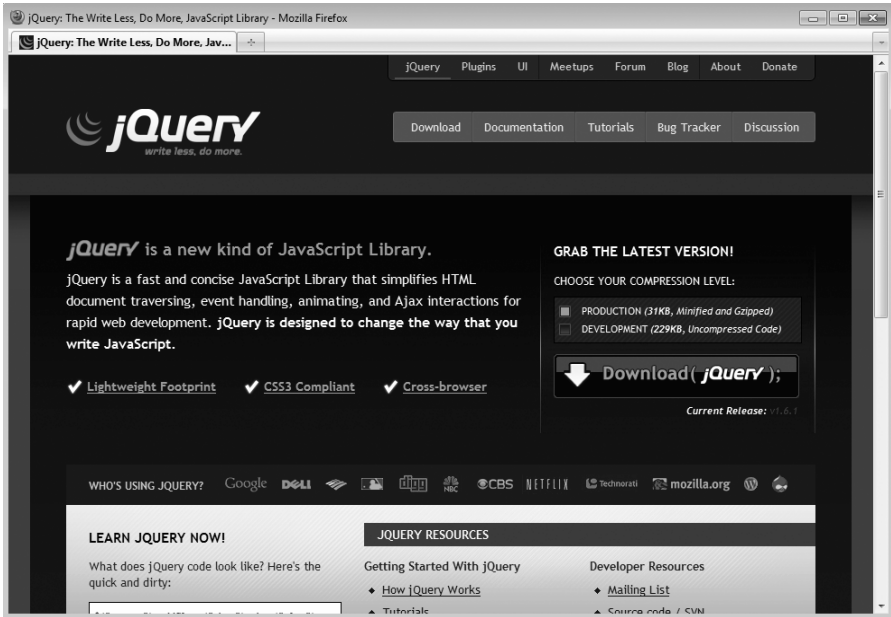 jQuery: The Write Less, Do More, JavaScript Library - Mozilla Firefox
jQuery: The Write Less, Do More, Jav...
jQuery Plugins UI Meetups Forum Blog About Donate
jQuery
write less, do more.
Download Documentation Tutorials Bug Tracker Discussion
jQuery is a new kind of JavaScript Library.
jQuery is a fast and concise JavaScript Library that simplifies HTML
document traversing, event handling, animating, and Ajax interactions for
rapid web development. jQuery is designed to change the way that you
write JavaScript.
Lightweight Footprint CSS3 Compliant Cross-browser
GRAB THE LATEST VERSION!
CHOOSE YOUR COMPRESSION LEVEL:
PRODUCTION (31KB, Minified and Gzipped)
DEVELOPMENT (229KB, Uncompressed Code)
Download( jQuery );
Current Release: v1.6.1
WHO'S USING JQUERY? Google DELL NBC CBS NETFLIX Technorati mozilla.org
LEARN JQUERY NOW!
What does jQuery code look like? Here's the
quick and dirty:
JQUERY RESOURCES
Getting Started With jQuery
How jQuery Works
Tutorials
Developer Resources
Mailing List
Source code / SVN